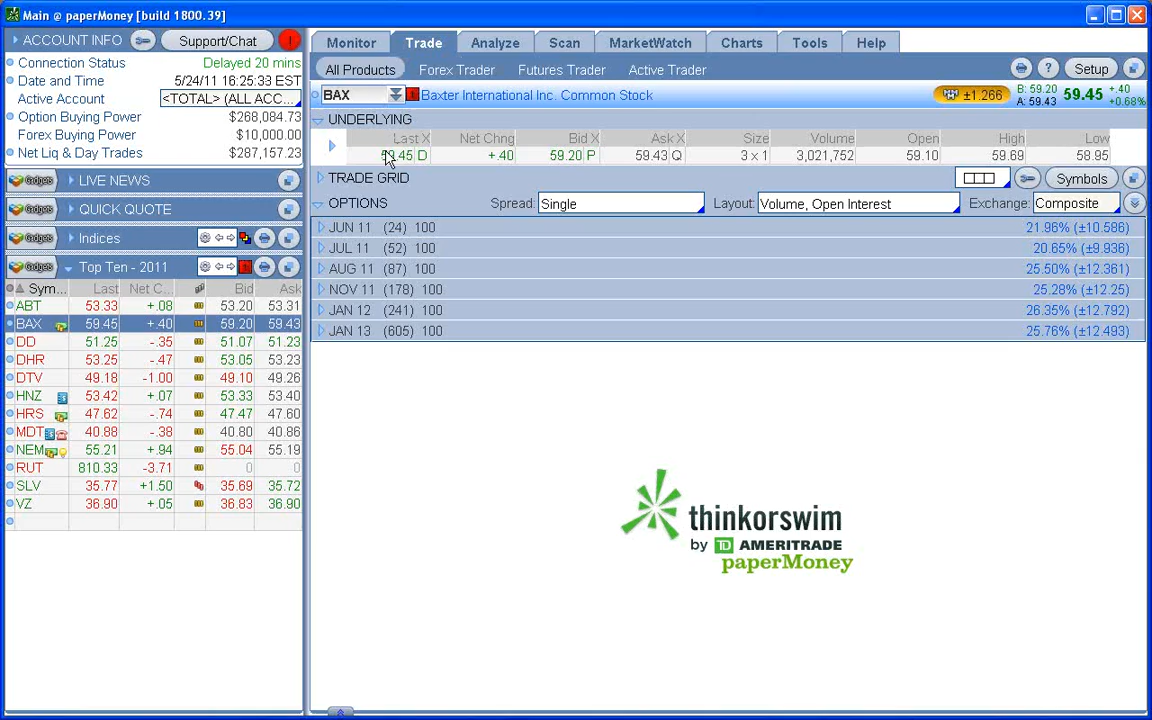 Main @ paperMoney [build 1800.39]
ACCOUNT INFO
Support/Chat
Connection Status Delayed 20 mins
Date and Time 5/24/11 16:25:33 EST
Active Account <TOTAL> (ALL ACC...
Option Buying Power $268,084.73
Forex Buying Power $10,000.00
Net Liq & Day Trades $287,157.23
Gadgets LIVE NEWS
Gadgets QUICK QUOTE
Gadgets Indices
Gadgets Top Ten - 2011
Sym... Last Net C... Bid Ask
ABT 53.33 +.08 53.20 53.31
BAX 59.45 +.40 59.20 59.43
DD 51.25 -.35 51.07 51.23
DHR 53.25 -.47 53.05 53.23
DTV 49.18 -1.00 49.10 49.26
HNZ 53.42 +.07 53.33 53.40
HRS 47.62 -.74 47.47 47.60
MDT 40.88 -.38 40.80 40.86
NEM 55.21 +.94 55.04 55.19
RUT 810.33 -3.71 0 0
SLV 35.77 +1.50 35.69 35.72
VZ 36.90 +.05 36.83 36.90
Monitor Trade Analyze Scan MarketWatch Charts Tools Help
All Products Forex Trader Futures Trader Active Trader ? Setup
BAX Baxter International Inc. Common Stock ±1.266 B: 59.20 A: 59.43 59.45 +.40 +0.68%
UNDERLYING
Last X Net Chng Bid X Ask X Size Volume Open High Low
59.45 D +.40 59.20 P 59.43 Q 3 x 1 3,021,752 59.10 59.69 58.95
TRADE GRID Symbols
OPTIONS Spread: Single Layout: Volume, Open Interest Exchange: Composite
JUN 11 (24) 100 21.96% (±10.586)
JUL 11 (52) 100 20.65% (±9.936)
AUG 11 (87) 100 25.50% (±12.361)
NOV 11 (178) 100 25.28% (±12.25)
JAN 12 (241) 100 26.35% (±12.792)
JAN 13 (605) 100 25.76% (±12.493)
thinkorswim
by TD AMERITRADE
paperMoney